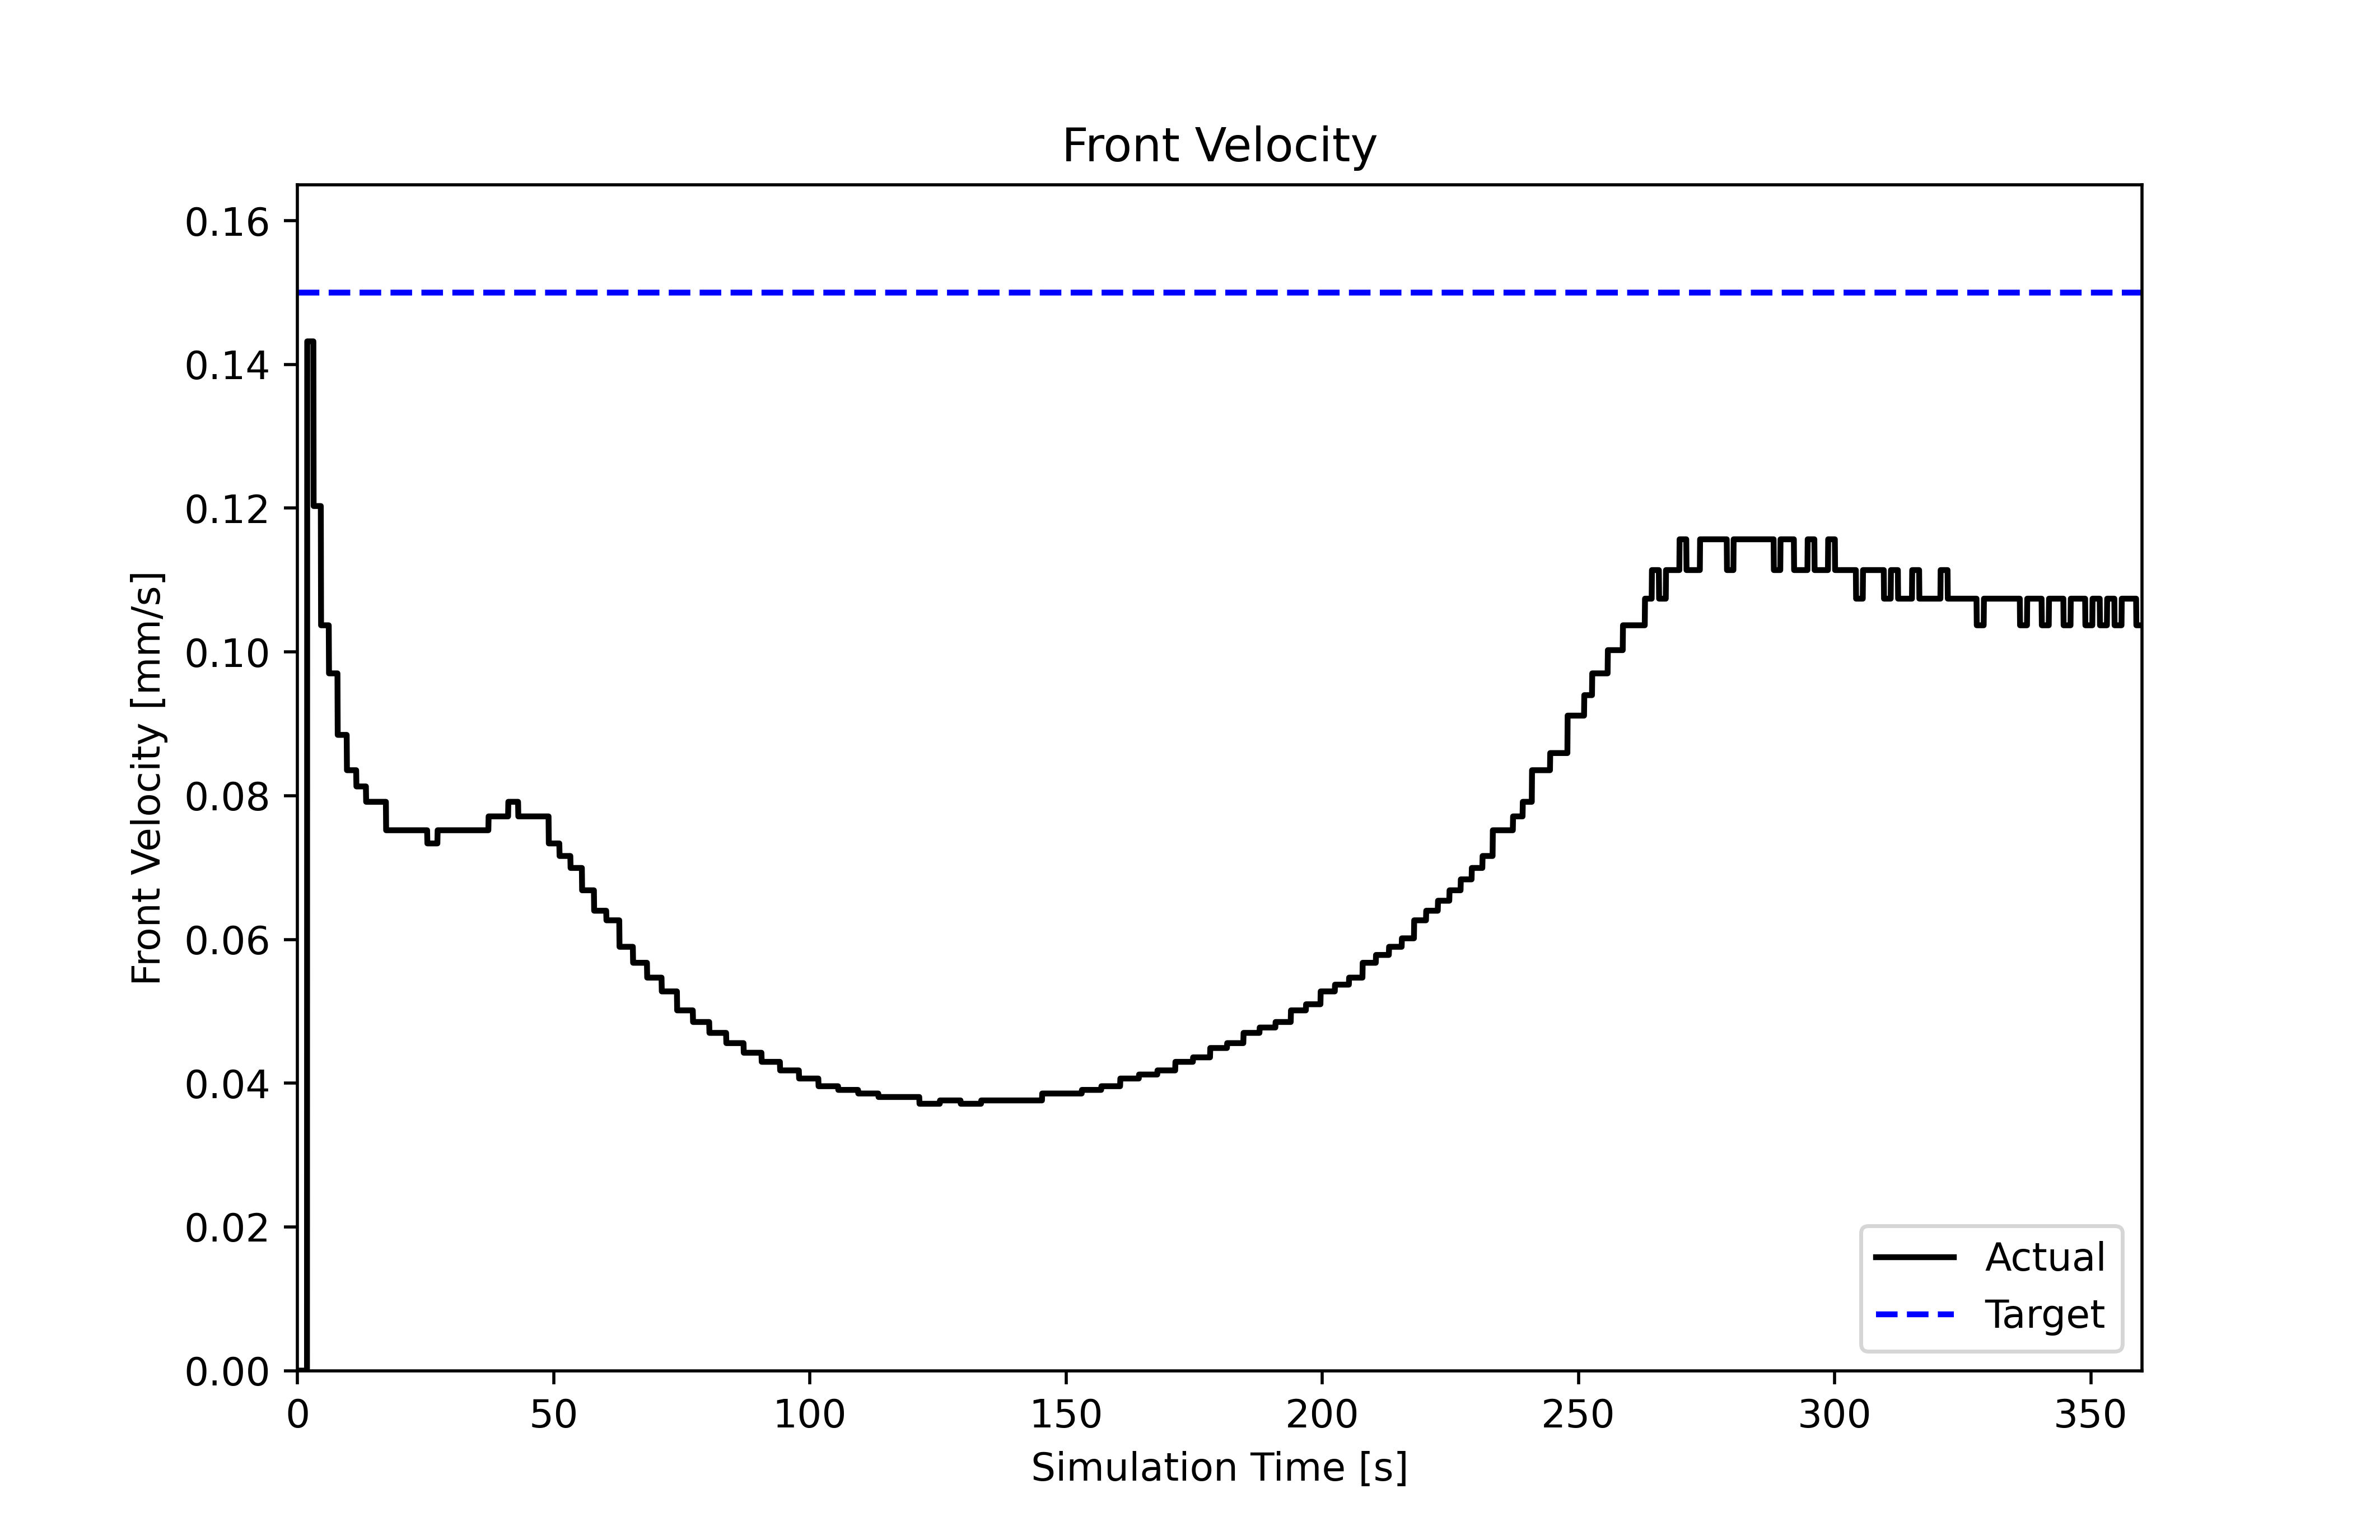 Front Velocity
0.16
0.14
0.12
0.10
0.08
0.06
0.04
0.02
0.00
Front Velocity [mm/s]
0 50 100 150 200 250 300 350
Simulation Time [s]
Actual
Target